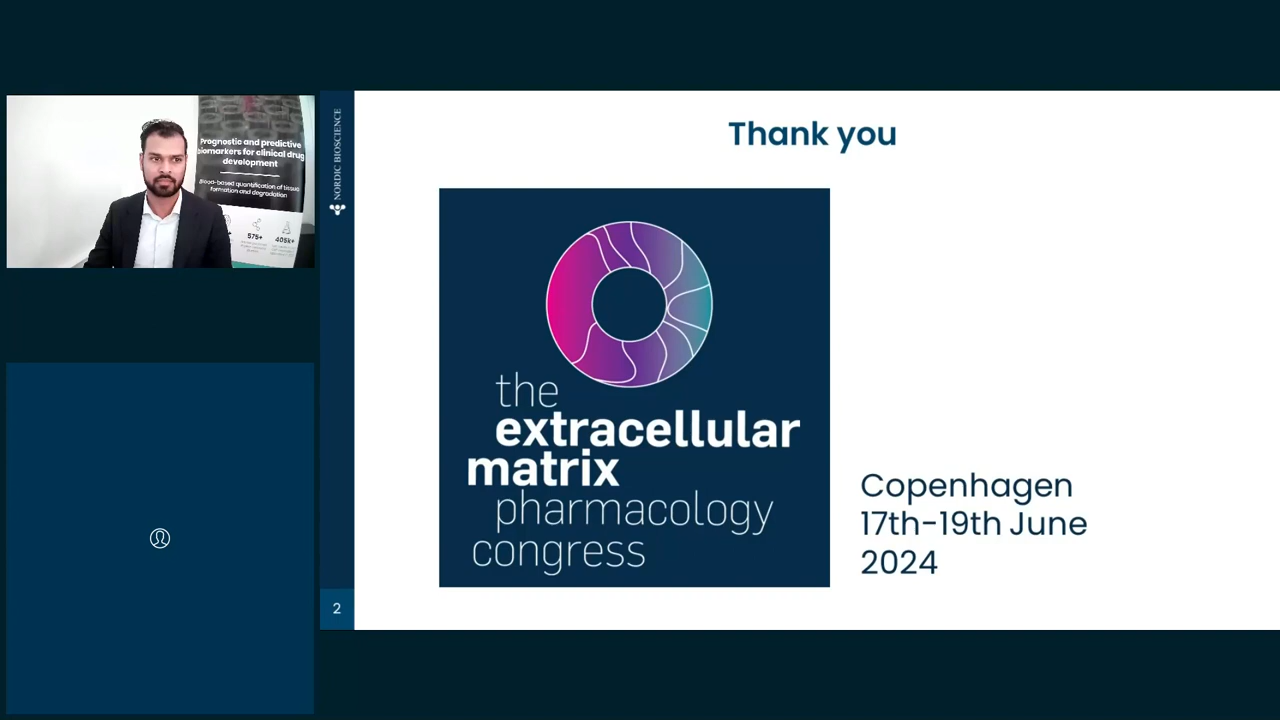 Prognostic and predictive
biomarkers for clinical drug
development
Blood-based quantification of tissue
formation and degradation
575+
405k+
NORDIC BIOSCIENCE
2
Thank you
the
extracellular
matrix
pharmacology
congress
Copenhagen
17th-19th June
2024